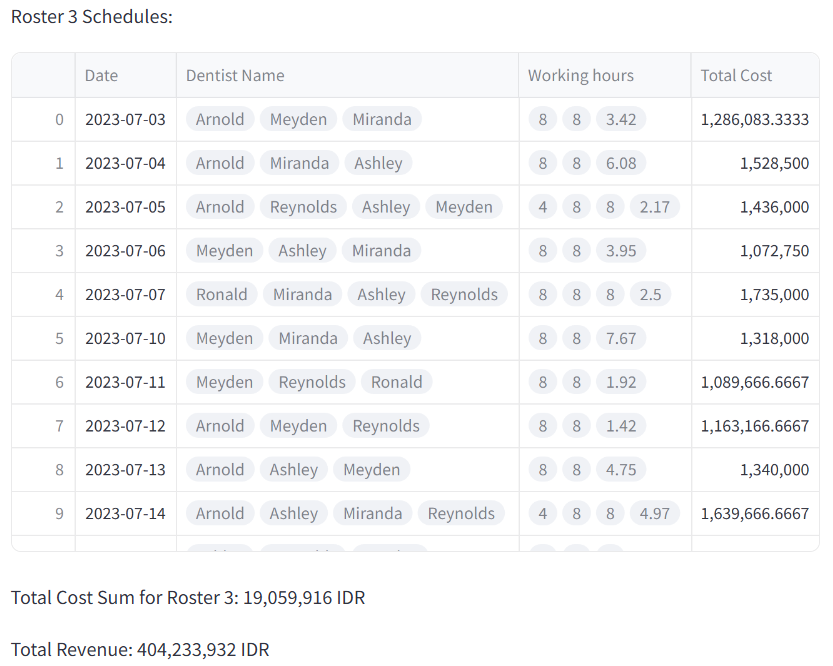 Roster 3 Schedules:
Date Dentist Name Working hours Total Cost
0 2023-07-03 Arnold Meyden Miranda 8 8 3.42 1,286,083.3333
1 2023-07-04 Arnold Miranda Ashley 8 8 6.08 1,528,500
2 2023-07-05 Arnold Reynolds Ashley Meyden 4 8 8 2.17 1,436,000
3 2023-07-06 Meyden Ashley Miranda 8 8 3.95 1,072,750
4 2023-07-07 Ronald Miranda Ashley Reynolds 8 8 8 2.5 1,735,000
5 2023-07-10 Meyden Miranda Ashley 8 8 7.67 1,318,000
6 2023-07-11 Meyden Reynolds Ronald 8 8 1.92 1,089,666.6667
7 2023-07-12 Arnold Meyden Reynolds 8 8 1.42 1,163,166.6667
8 2023-07-13 Arnold Ashley Meyden 8 8 4.75 1,340,000
9 2023-07-14 Arnold Ashley Miranda Reynolds 4 8 8 4.97 1,639,666.6667
Total Cost Sum for Roster 3: 19,059,916 IDR
Total Revenue: 404,233,932 IDR